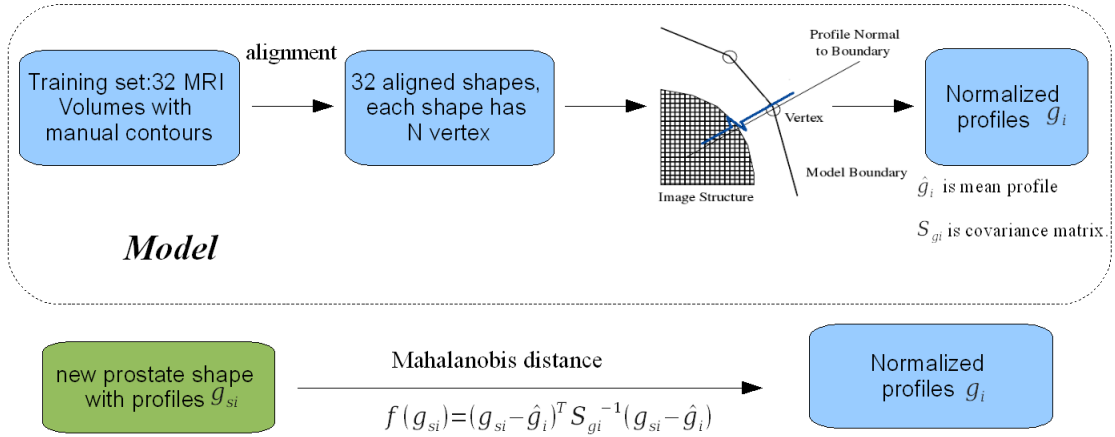 alignment
Training set:32 MRI
Volumes with
manual contours
32 aligned shapes,
each shape has
N vertex
Profile Normal
to Boundary
Vertex
Model Boundary
Image Structure
Normalized
profiles g_i
ĝ_i is mean profile
S_gi is covariance matrix.
Model
new prostate shape
with profiles g_si
Mahalanobis distance
f(g_si)=(g_si−ĝ_i)^T S_gi^−1(g_si−ĝ_i)
Normalized
profiles g_i